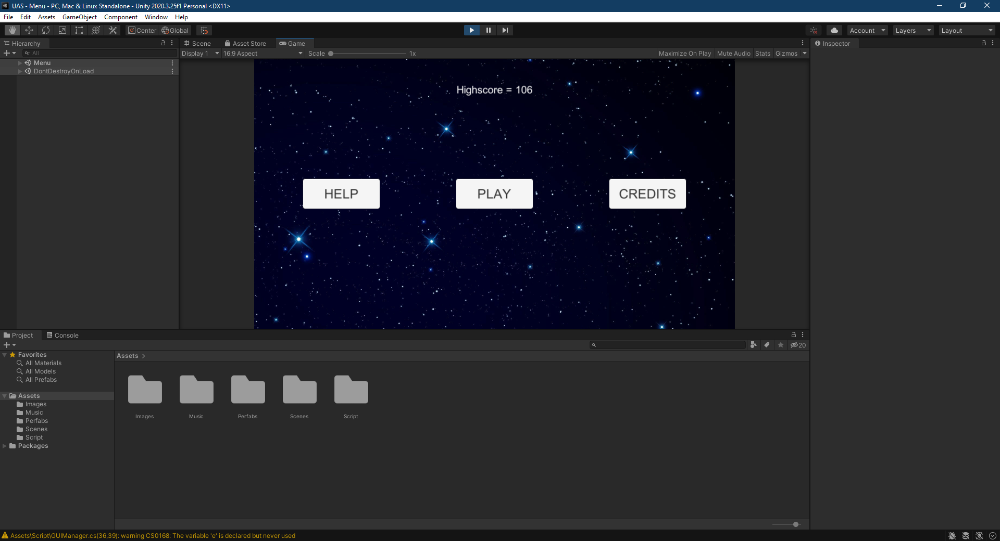 UAS - Menu - PC, Mac & Linux Standalone - Unity 2020.3.25f1 Personal <DX11>
File Edit Assets GameObject Component Window Help
Center Global Account Layers Layout
Hierarchy Scene Asset Store Game Inspector
All Display 1 16:9 Aspect Scale 1x Maximize On Play Mute Audio Stats Gizmos
Menu
DontDestroyOnLoad
Highscore = 106
HELP PLAY CREDITS
Project Console
20
Favorites
All Materials
All Models
All Prefabs
Assets
Images
Music
Perfabs
Scenes
Script
Packages
Assets >
Images Music Perfabs Scenes Script
Assets\Script\GUIManager.cs(36,39): warning CS0168: The variable 'e' is declared but never used